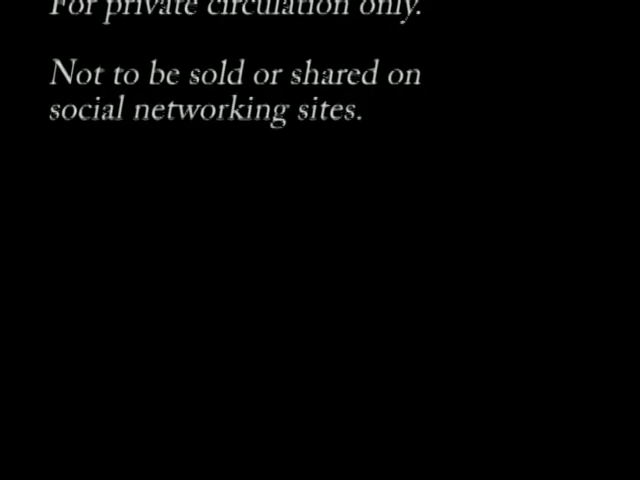 For private circulation only.
Not to be sold or shared on
social networking sites.